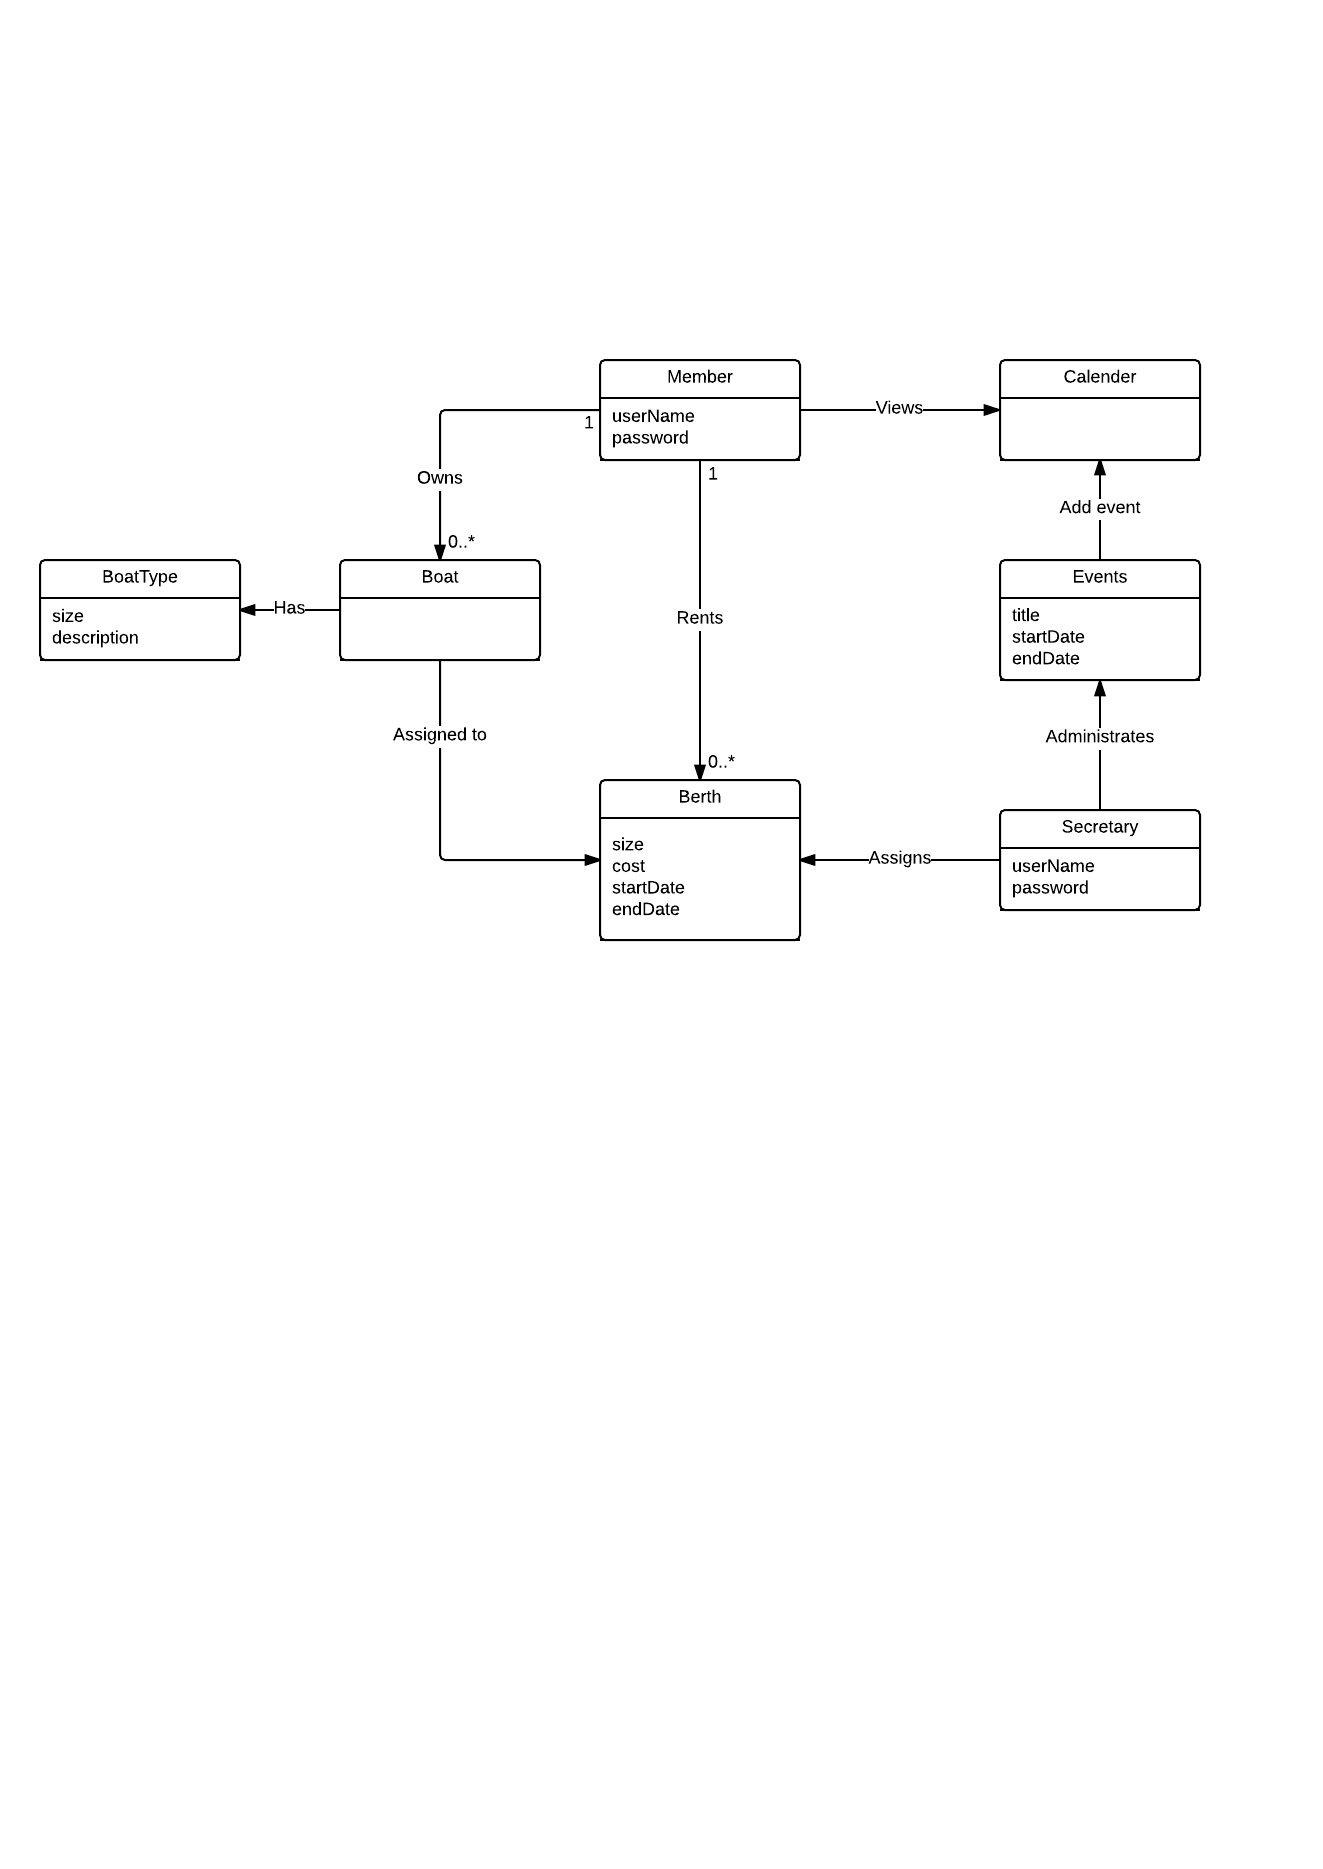 Member
userName
password
Calender
Views
1
1
Owns
0..*
Add event
BoatType
size
description
Has
Boat
Rents
Events
title
startDate
endDate
Assigned to
Administrates
0..*
Berth
size
cost
startDate
endDate
Assigns
Secretary
userName
password